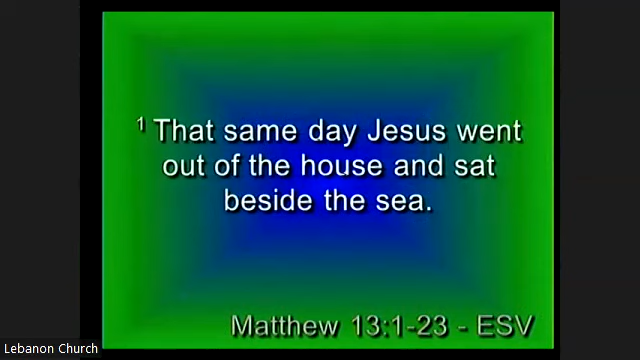 1 That same day Jesus went
out of the house and sat
beside the sea.
Matthew 13:1-23 - ESV
Lebanon Church